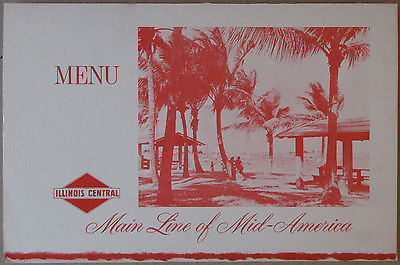 MENU
ILLINOIS CENTRAL
Main Line of Mid-America